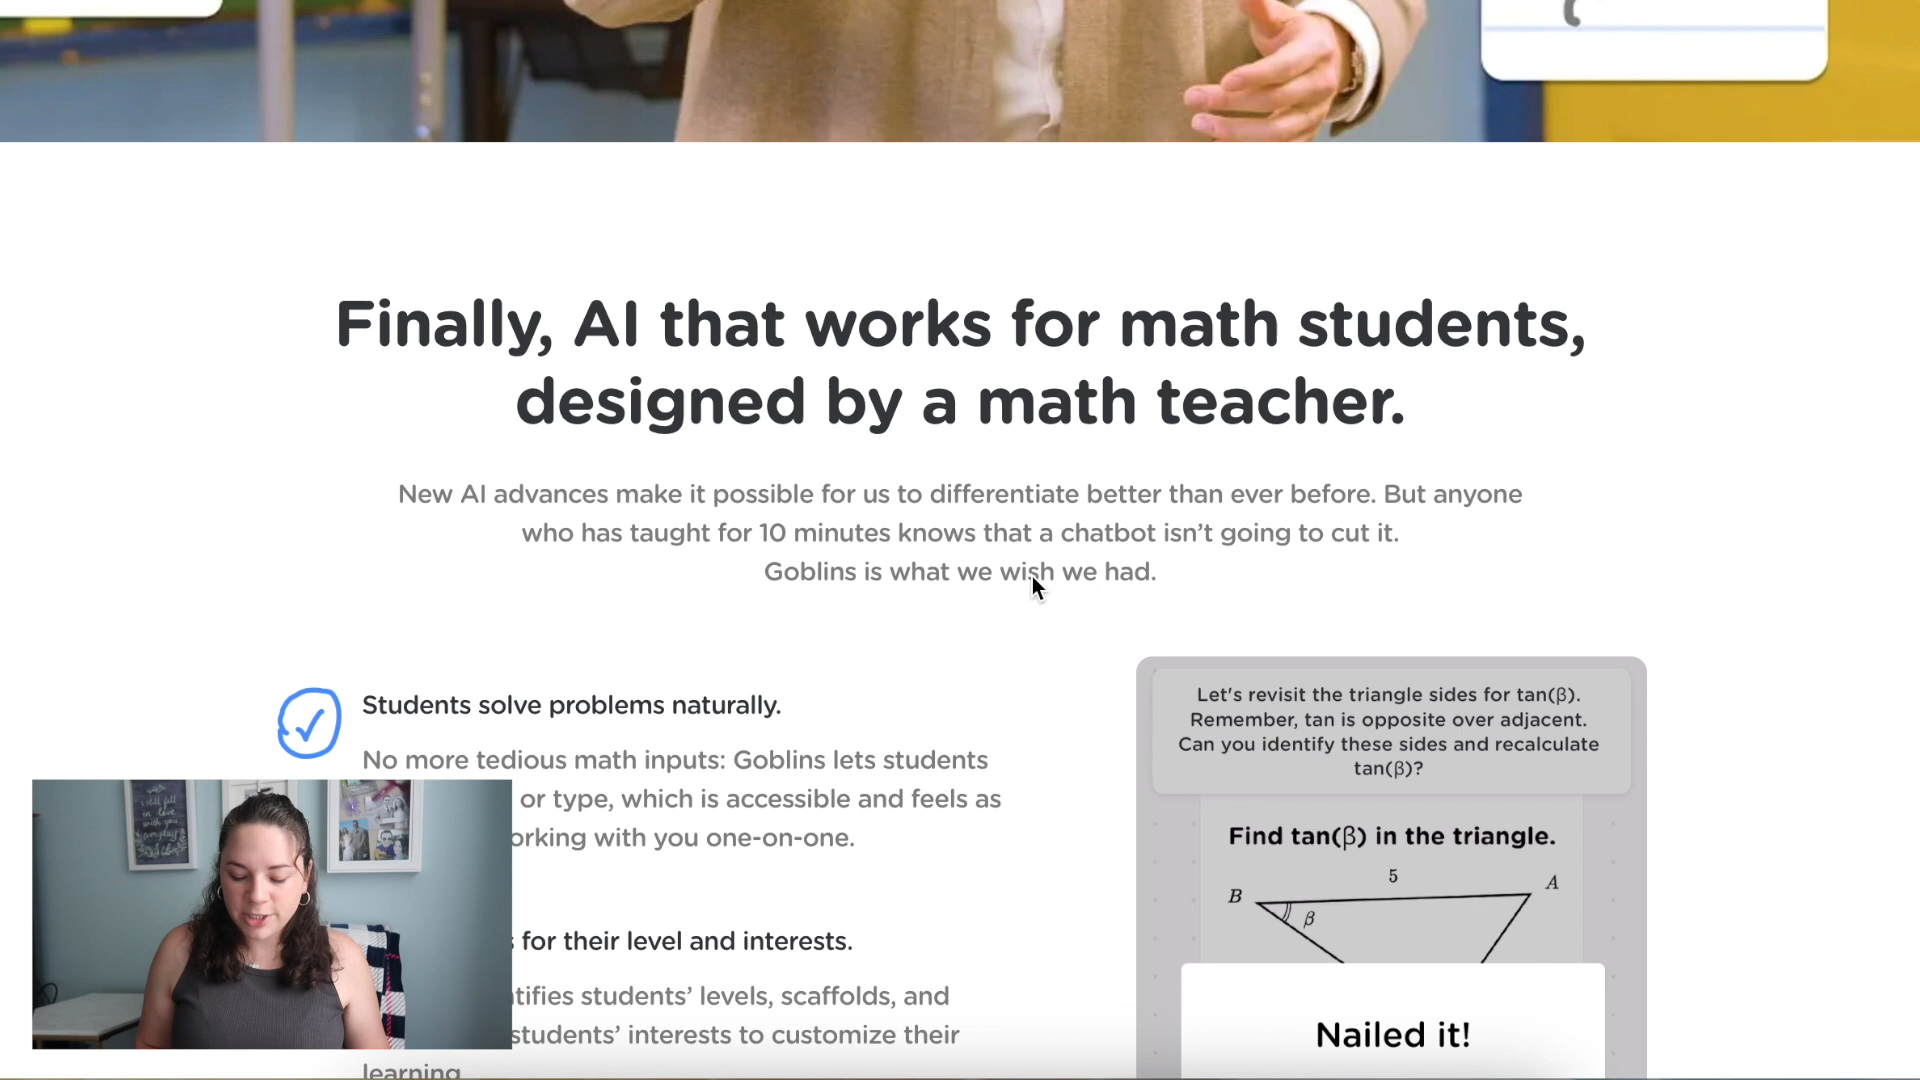 Finally, AI that works for math students,
designed by a math teacher.
New AI advances make it possible for us to differentiate better than ever before. But anyone
who has taught for 10 minutes knows that a chatbot isn’t going to cut it.
Goblins is what we wish we had.
Students solve problems naturally.
No more tedious math inputs: Goblins lets students
or type, which is accessible and feels as
orking with you one-on-one.
for their level and interests.
tifies students’ levels, scaffolds, and
students’ interests to customize their
learning
Let's revisit the triangle sides for tan(β).
Remember, tan is opposite over adjacent.
Can you identify these sides and recalculate
tan(β)?
Find tan(β) in the triangle.
5
B
A
β
Nailed it!